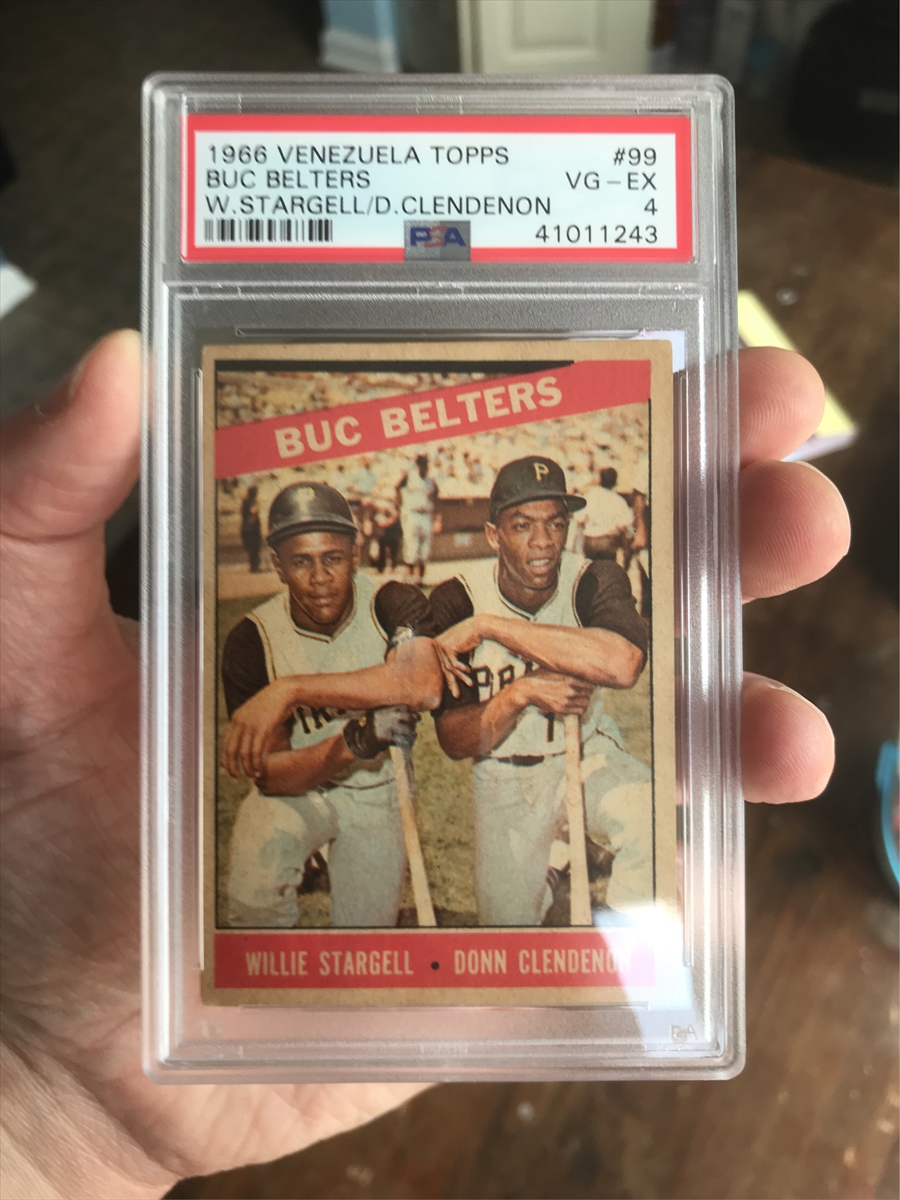 1966 VENEZUELA TOPPS #99
BUC BELTERS VG-EX
W.STARGELL/D.CLENDENON 4
PSA 41011243
BUC BELTERS
P
P
WILLIE STARGELL • DONN CLENDENON
PSA